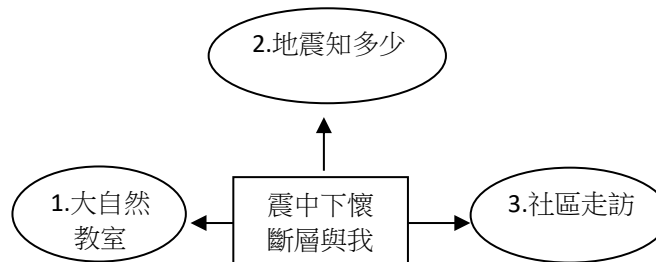 2.地震知多少
1.大自然
教室
震中下懷
斷層與我
3.社區走訪